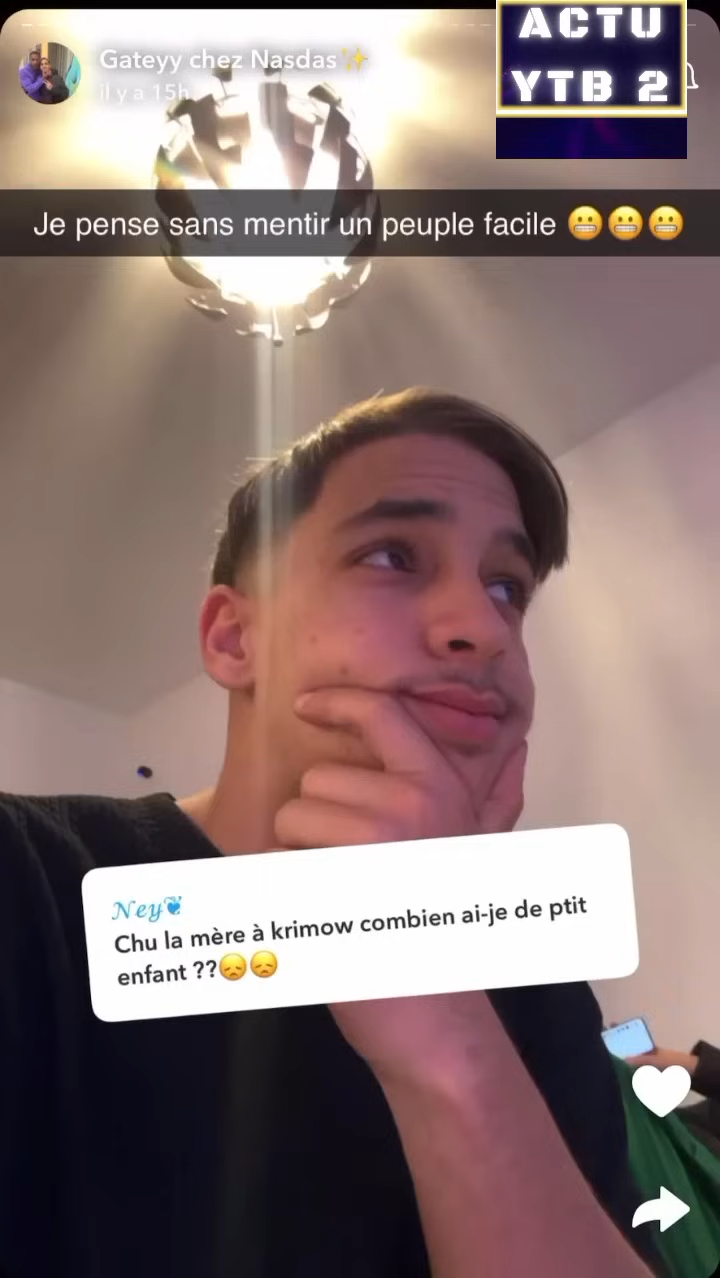 ACTU
YTB 2
Gateyy chez Nasdas✨
il y a 15h
Je pense sans mentir un peuple facile 😬😬😬
Ney❦
Chu la mère à krimow combien ai-je de ptit
enfant ??😞😞